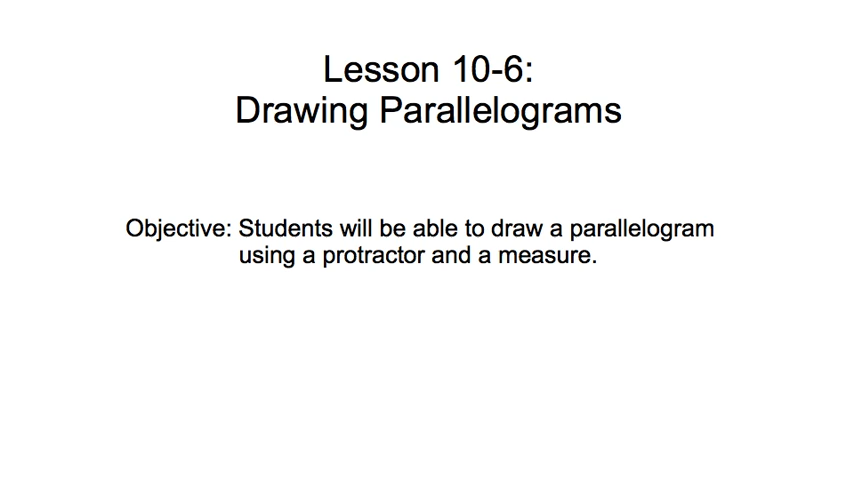 Lesson 10-6:
Drawing Parallelograms
Objective: Students will be able to draw a parallelogram
using a protractor and a measure.